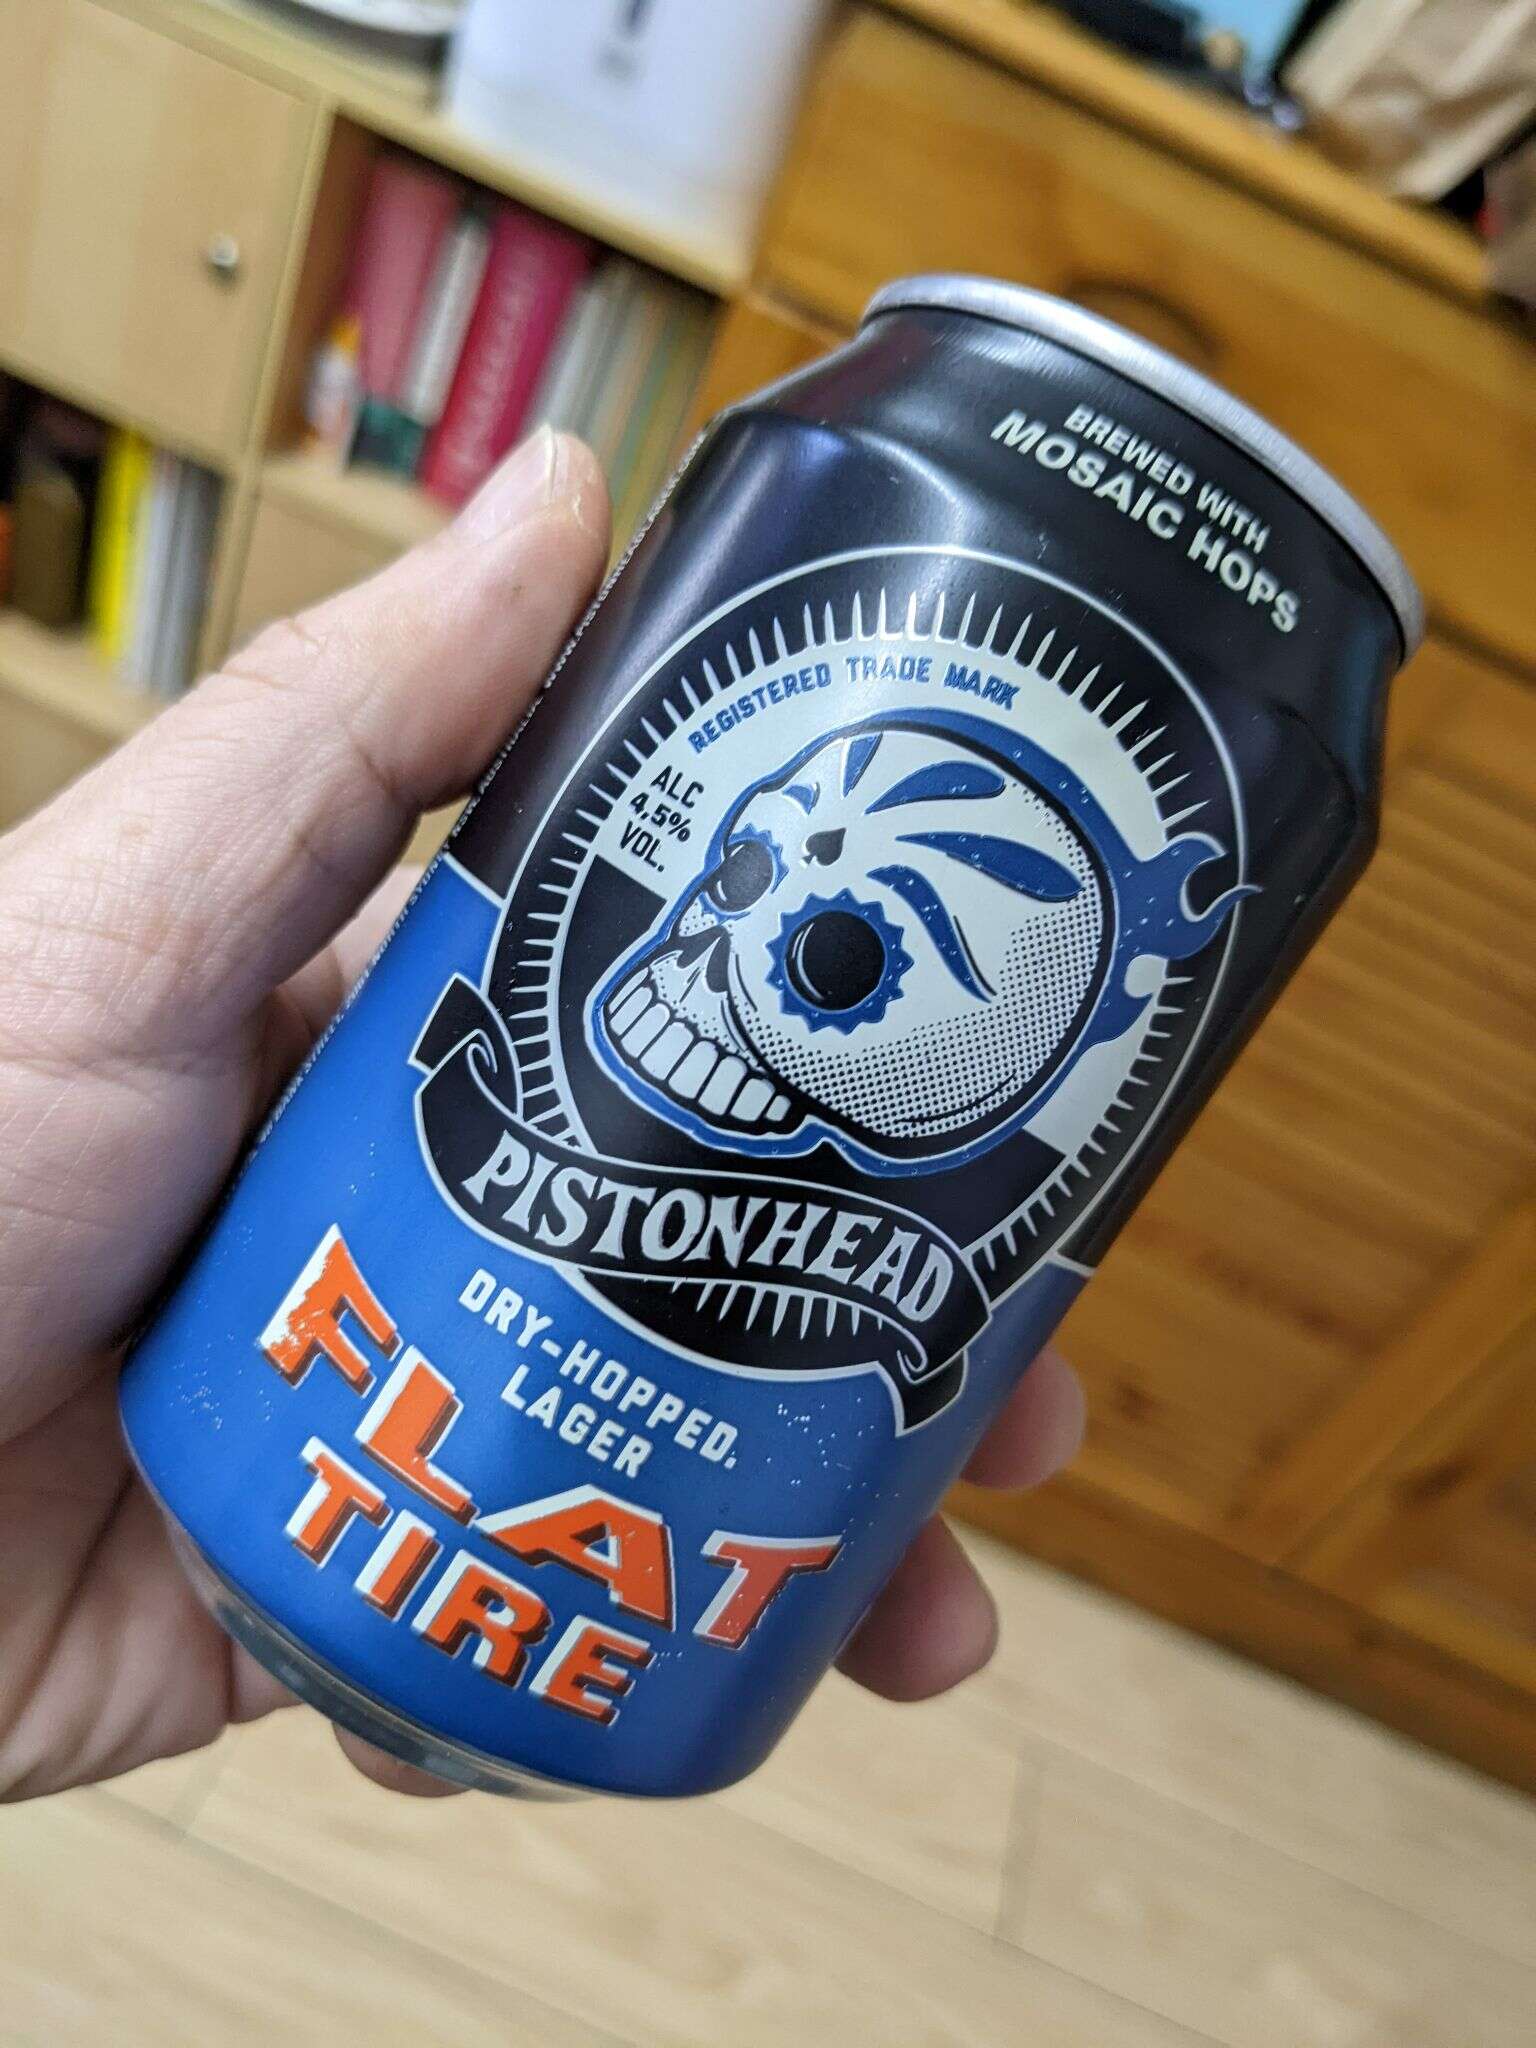 BREWED WITH
MOSAIC HOPS
REGISTERED TRADE MARK
ALC
4,5%
VOL.
PISTONHEAD
DRY-HOPPED.
LAGER
FLAT
TIRE